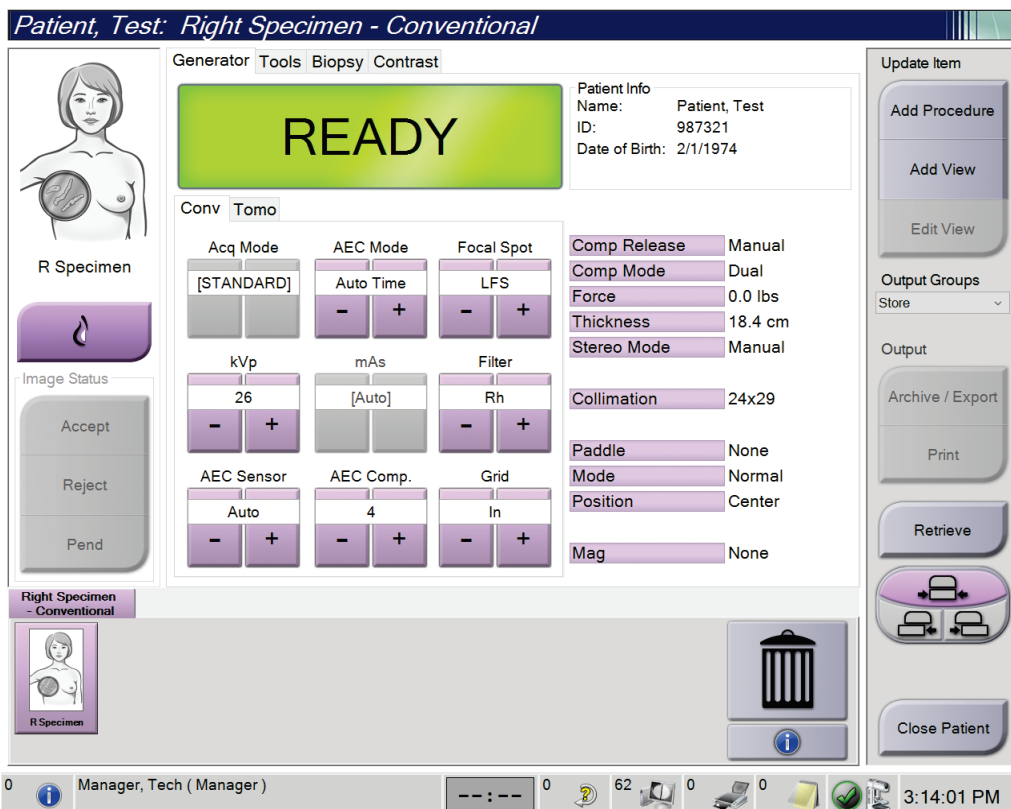 Patient, Test: Right Specimen - Conventional
Generator Tools Biopsy Contrast
READY
Patient Info
Name: Patient, Test
ID: 987321
Date of Birth: 2/1/1974
R Specimen
Image Status
Accept
Reject
Pend
Conv Tomo
Acq Mode AEC Mode Focal Spot
[STANDARD] Auto Time LFS
- + - +
kVp mAs Filter
26 [Auto] Rh
- + - +
AEC Sensor AEC Comp. Grid
Auto 4 In
- + - + - +
Comp Release Manual
Comp Mode Dual
Force 0.0 lbs
Thickness 18.4 cm
Stereo Mode Manual
Collimation 24x29
Paddle None
Mode Normal
Position Center
Mag None
Update Item
Add Procedure
Add View
Edit View
Output Groups
Store
Output
Archive / Export
Print
Retrieve
Close Patient
Right Specimen
- Conventional
R Specimen
i
0 i Manager, Tech ( Manager ) --:-- 0 ? 62 0 0 3:14:01 PM